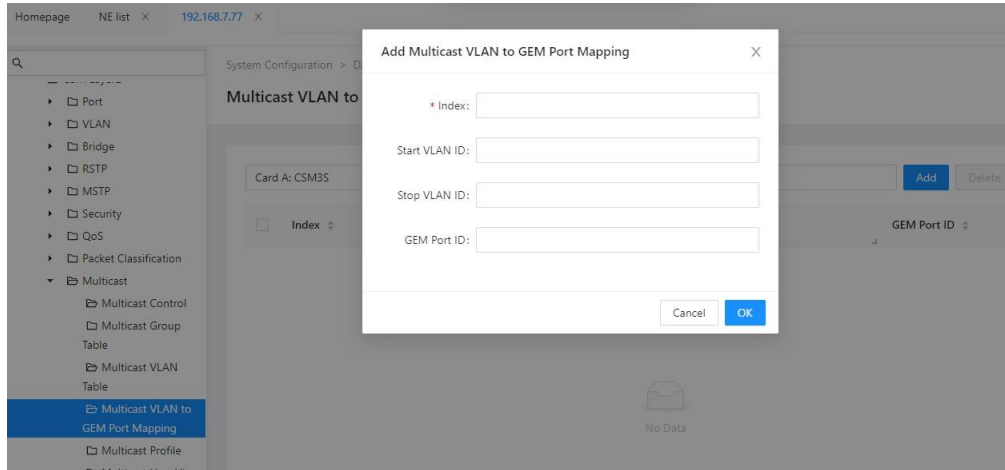 Homepage
NE list
192.168.7.77
System Configuration > D
Multicast VLAN to
Port
VLAN
Bridge
RSTP
MSTP
Security
QoS
Packet Classification
Multicast
Multicast Control
Multicast Group
Table
Multicast VLAN
Table
Multicast VLAN to
GEM Port Mapping
Multicast Profile
Card A: CSM3S
Add
Delete
Index
GEM Port ID
No Data
Add Multicast VLAN to GEM Port Mapping
* Index:
Start VLAN ID:
Stop VLAN ID:
GEM Port ID:
Cancel
OK